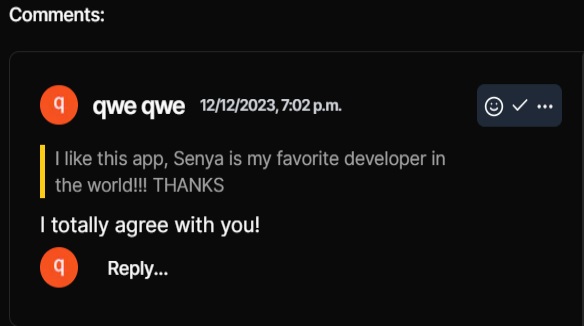 Comments:
q
qwe qwe 12/12/2023, 7:02 p.m.
I like this app, Senya is my favorite developer in
the world!!! THANKS
I totally agree with you!
q
Reply...